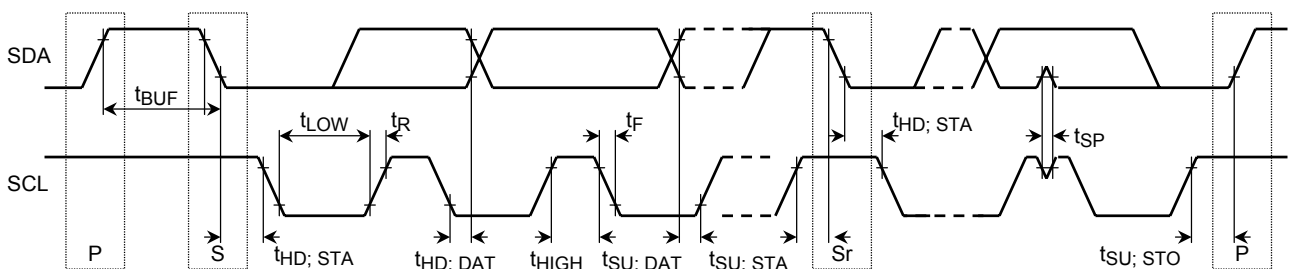 SDA
tBUF
tLOW
tR
tF
tHD; STA
tSP
SCL
P
S
tHD; STA
tHD; DAT
tHIGH
tSU; DAT
tSU; STA
Sr
tSU; STO
P